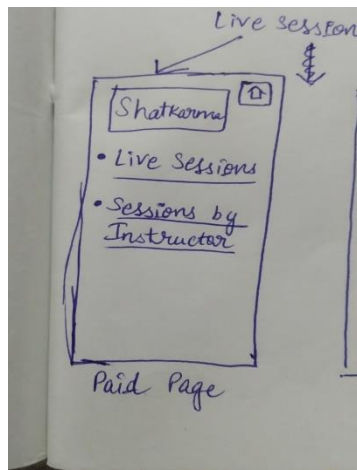 Live session
Shatkarma
• Live Sessions
• Sessions by
Instructor
Paid Page